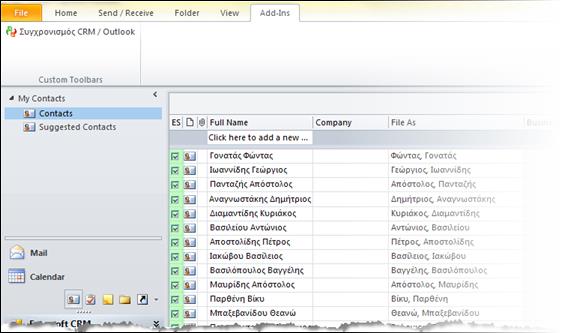 File Home Send / Receive Folder View Add-Ins
Συγχρονισμός CRM / Outlook
Custom Toolbars
My Contacts
Contacts
Suggested Contacts
Mail
Calendar
ES Full Name Company File As Business
Click here to add a new ...
Γονατάς Φώντας Φώντας, Γονατάς
Ιωαννίδης Γεώργιος Γεώργιος, Ιωαννίδης
Πανταζής Απόστολος Απόστολος, Πανταζής
Αναγνωστάκης Δημήτριος Δημήτριος, Αναγνωστάκης
Διαμαντίδης Κυριάκος Κυριάκος, Διαμαντίδης
Βασιλείου Αντώνιος Αντώνιος, Βασιλείου
Αποστολίδης Πέτρος Πέτρος, Αποστολίδης
Ιακώβου Βασίλειος Βασίλειος, Ιακώβου
Βασιλόπουλος Βαγγέλης Βαγγέλης, Βασιλόπουλος
Μαυρίδης Απόστολος Απόστολος, Μαυρίδης
Παρθένη Βίκυ Βίκυ, Παρθένη
Μπαξεβανίδου Θεανώ Θεανώ, Μπαξεβανίδου